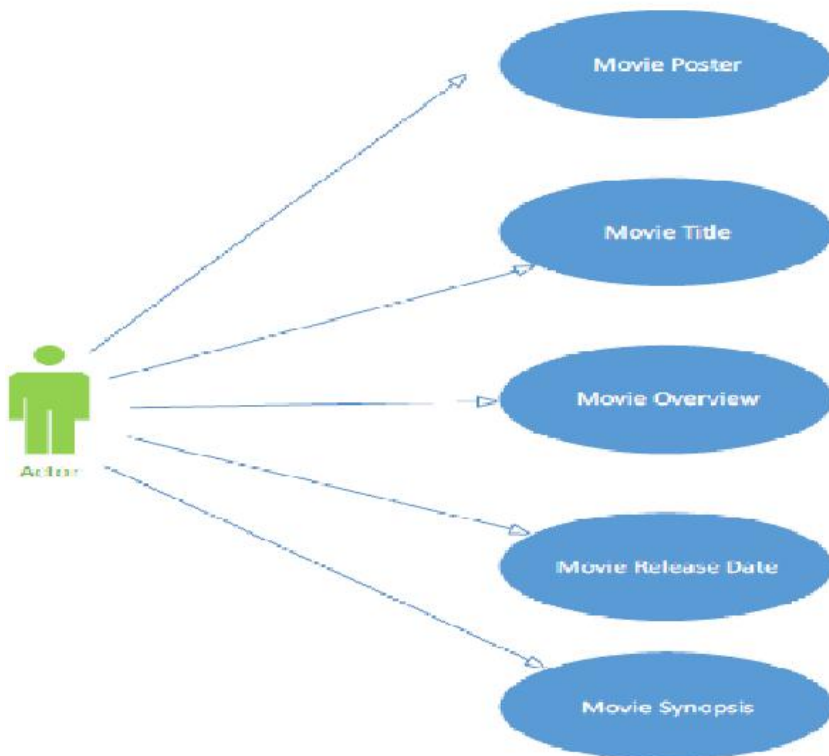 Movie Poster
Movie Title
Movie Overview
Actor
Movie Release Date
Movie Synopsis